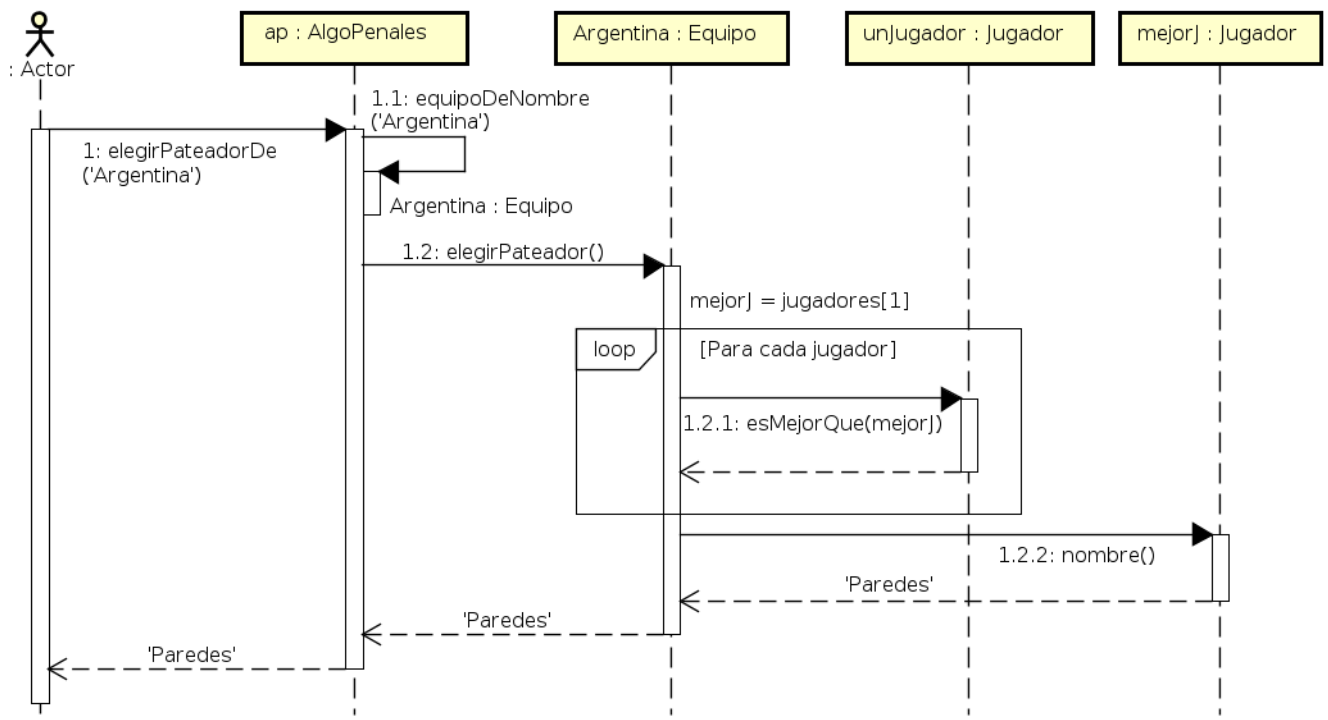 : Actor
ap : AlgoPenales
Argentina : Equipo
unJugador : Jugador
mejorJ : Jugador
1: elegirPateadorDe
('Argentina')
1.1: equipoDeNombre
('Argentina')
Argentina : Equipo
1.2: elegirPateador()
mejorJ = jugadores[1]
loop
[Para cada jugador]
1.2.1: esMejorQue(mejorJ)
1.2.2: nombre()
'Paredes'
'Paredes'
'Paredes'